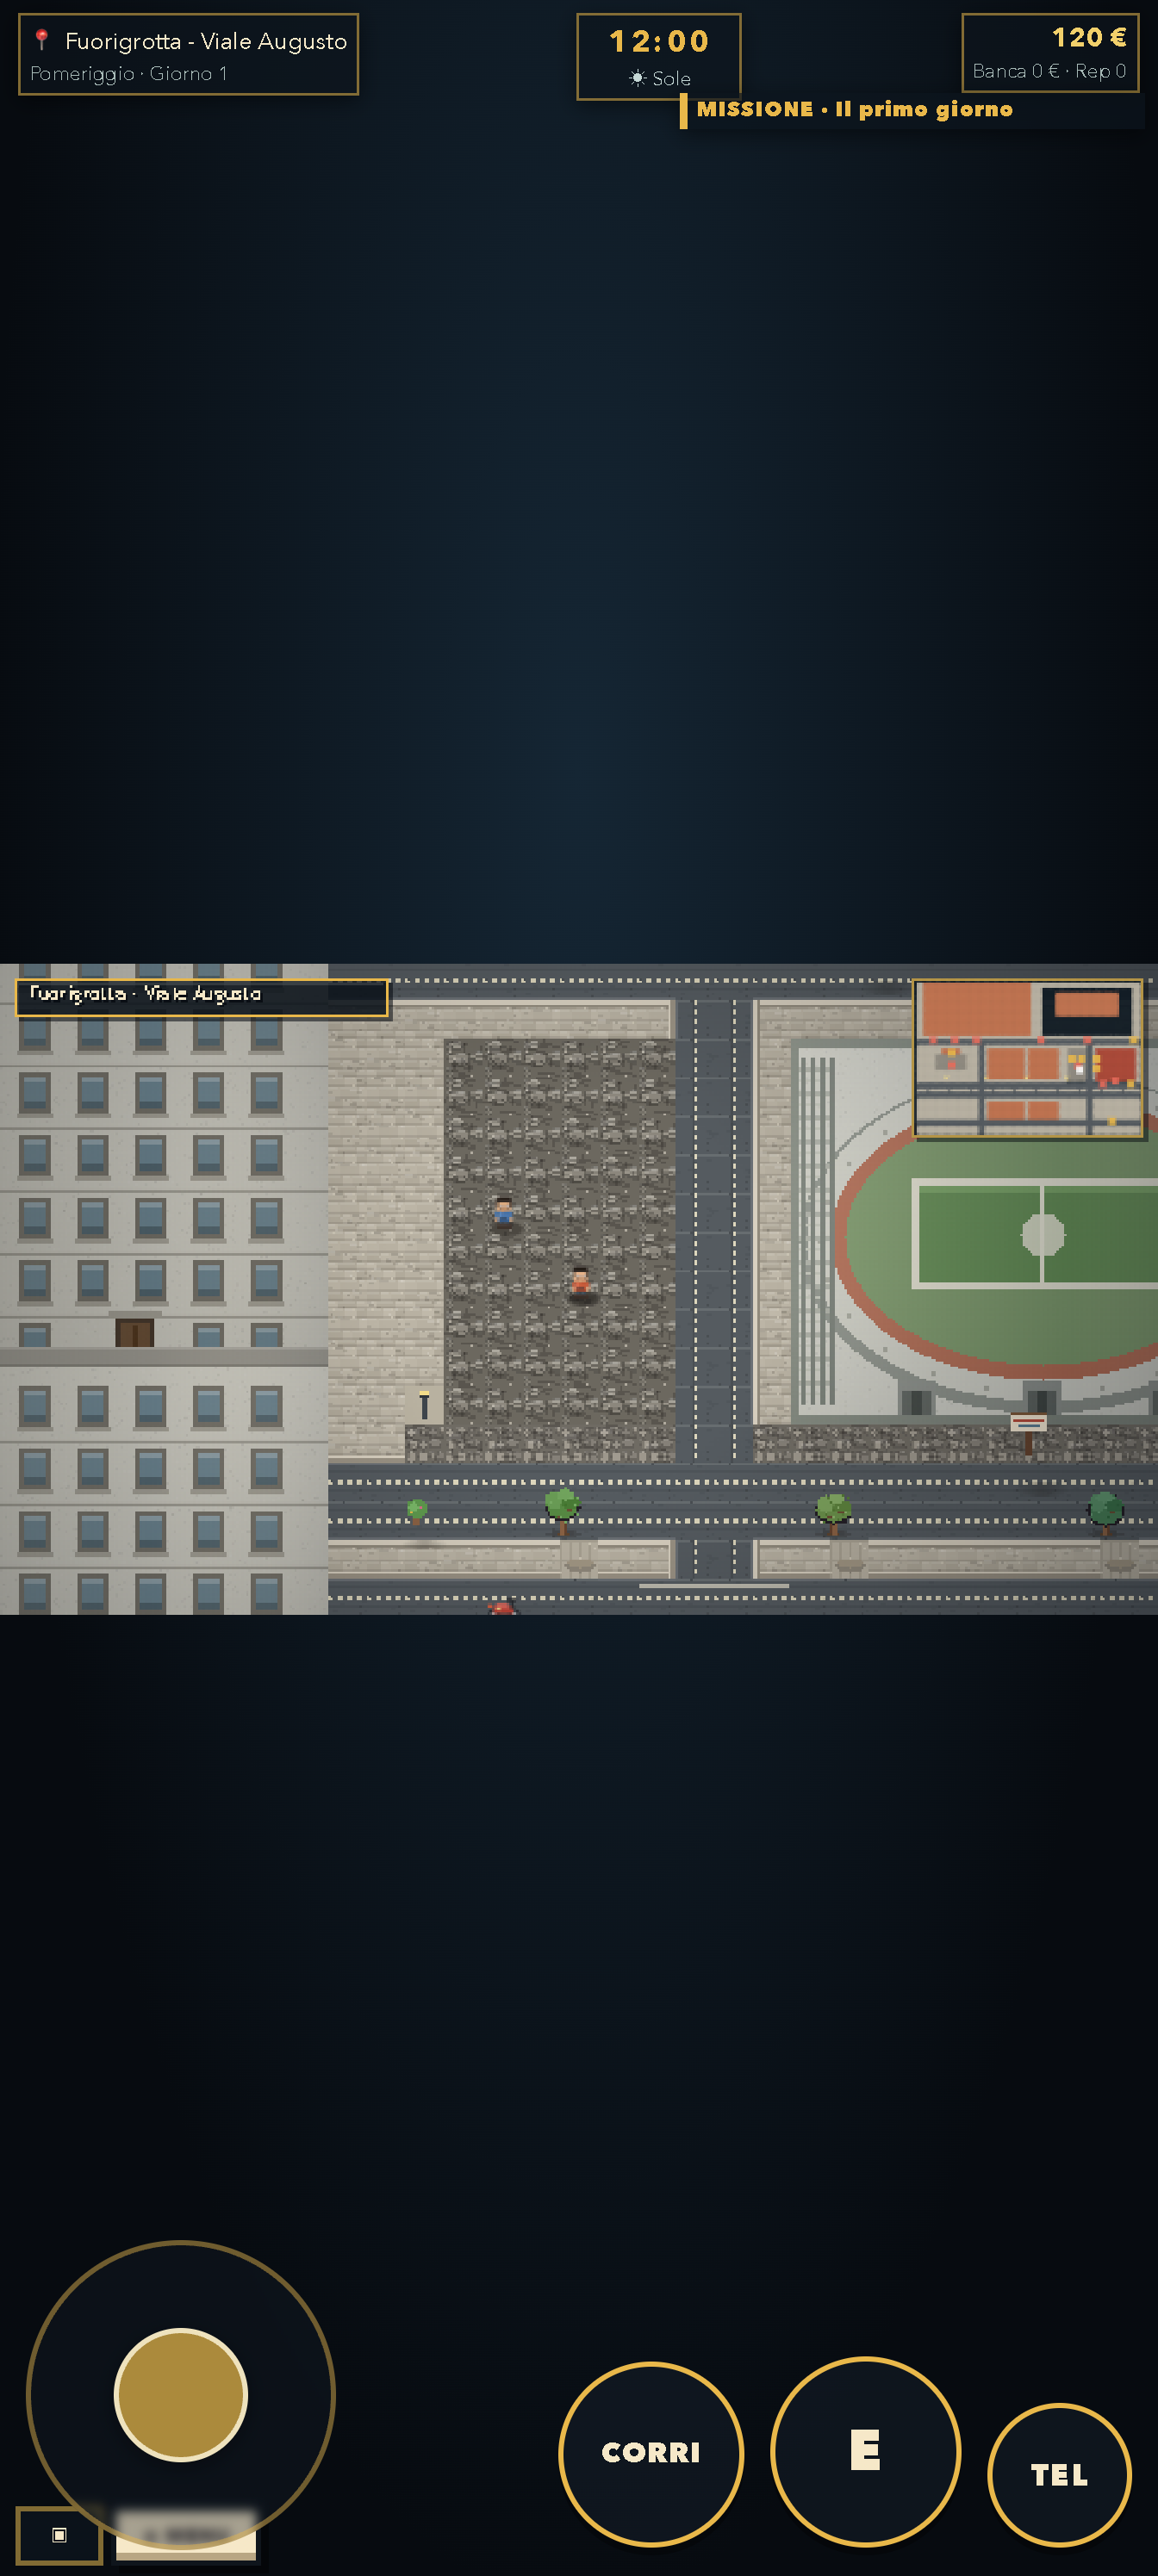 📍 Fuorigrotta - Viale Augusto
Pomeriggio · Giorno 1
12:00
☀ Sole
120 €
Banca 0 € · Rep 0
MISSIONE · Il primo giorno
Fuorigrotta · Viale Augusto
CORRI
E
TEL